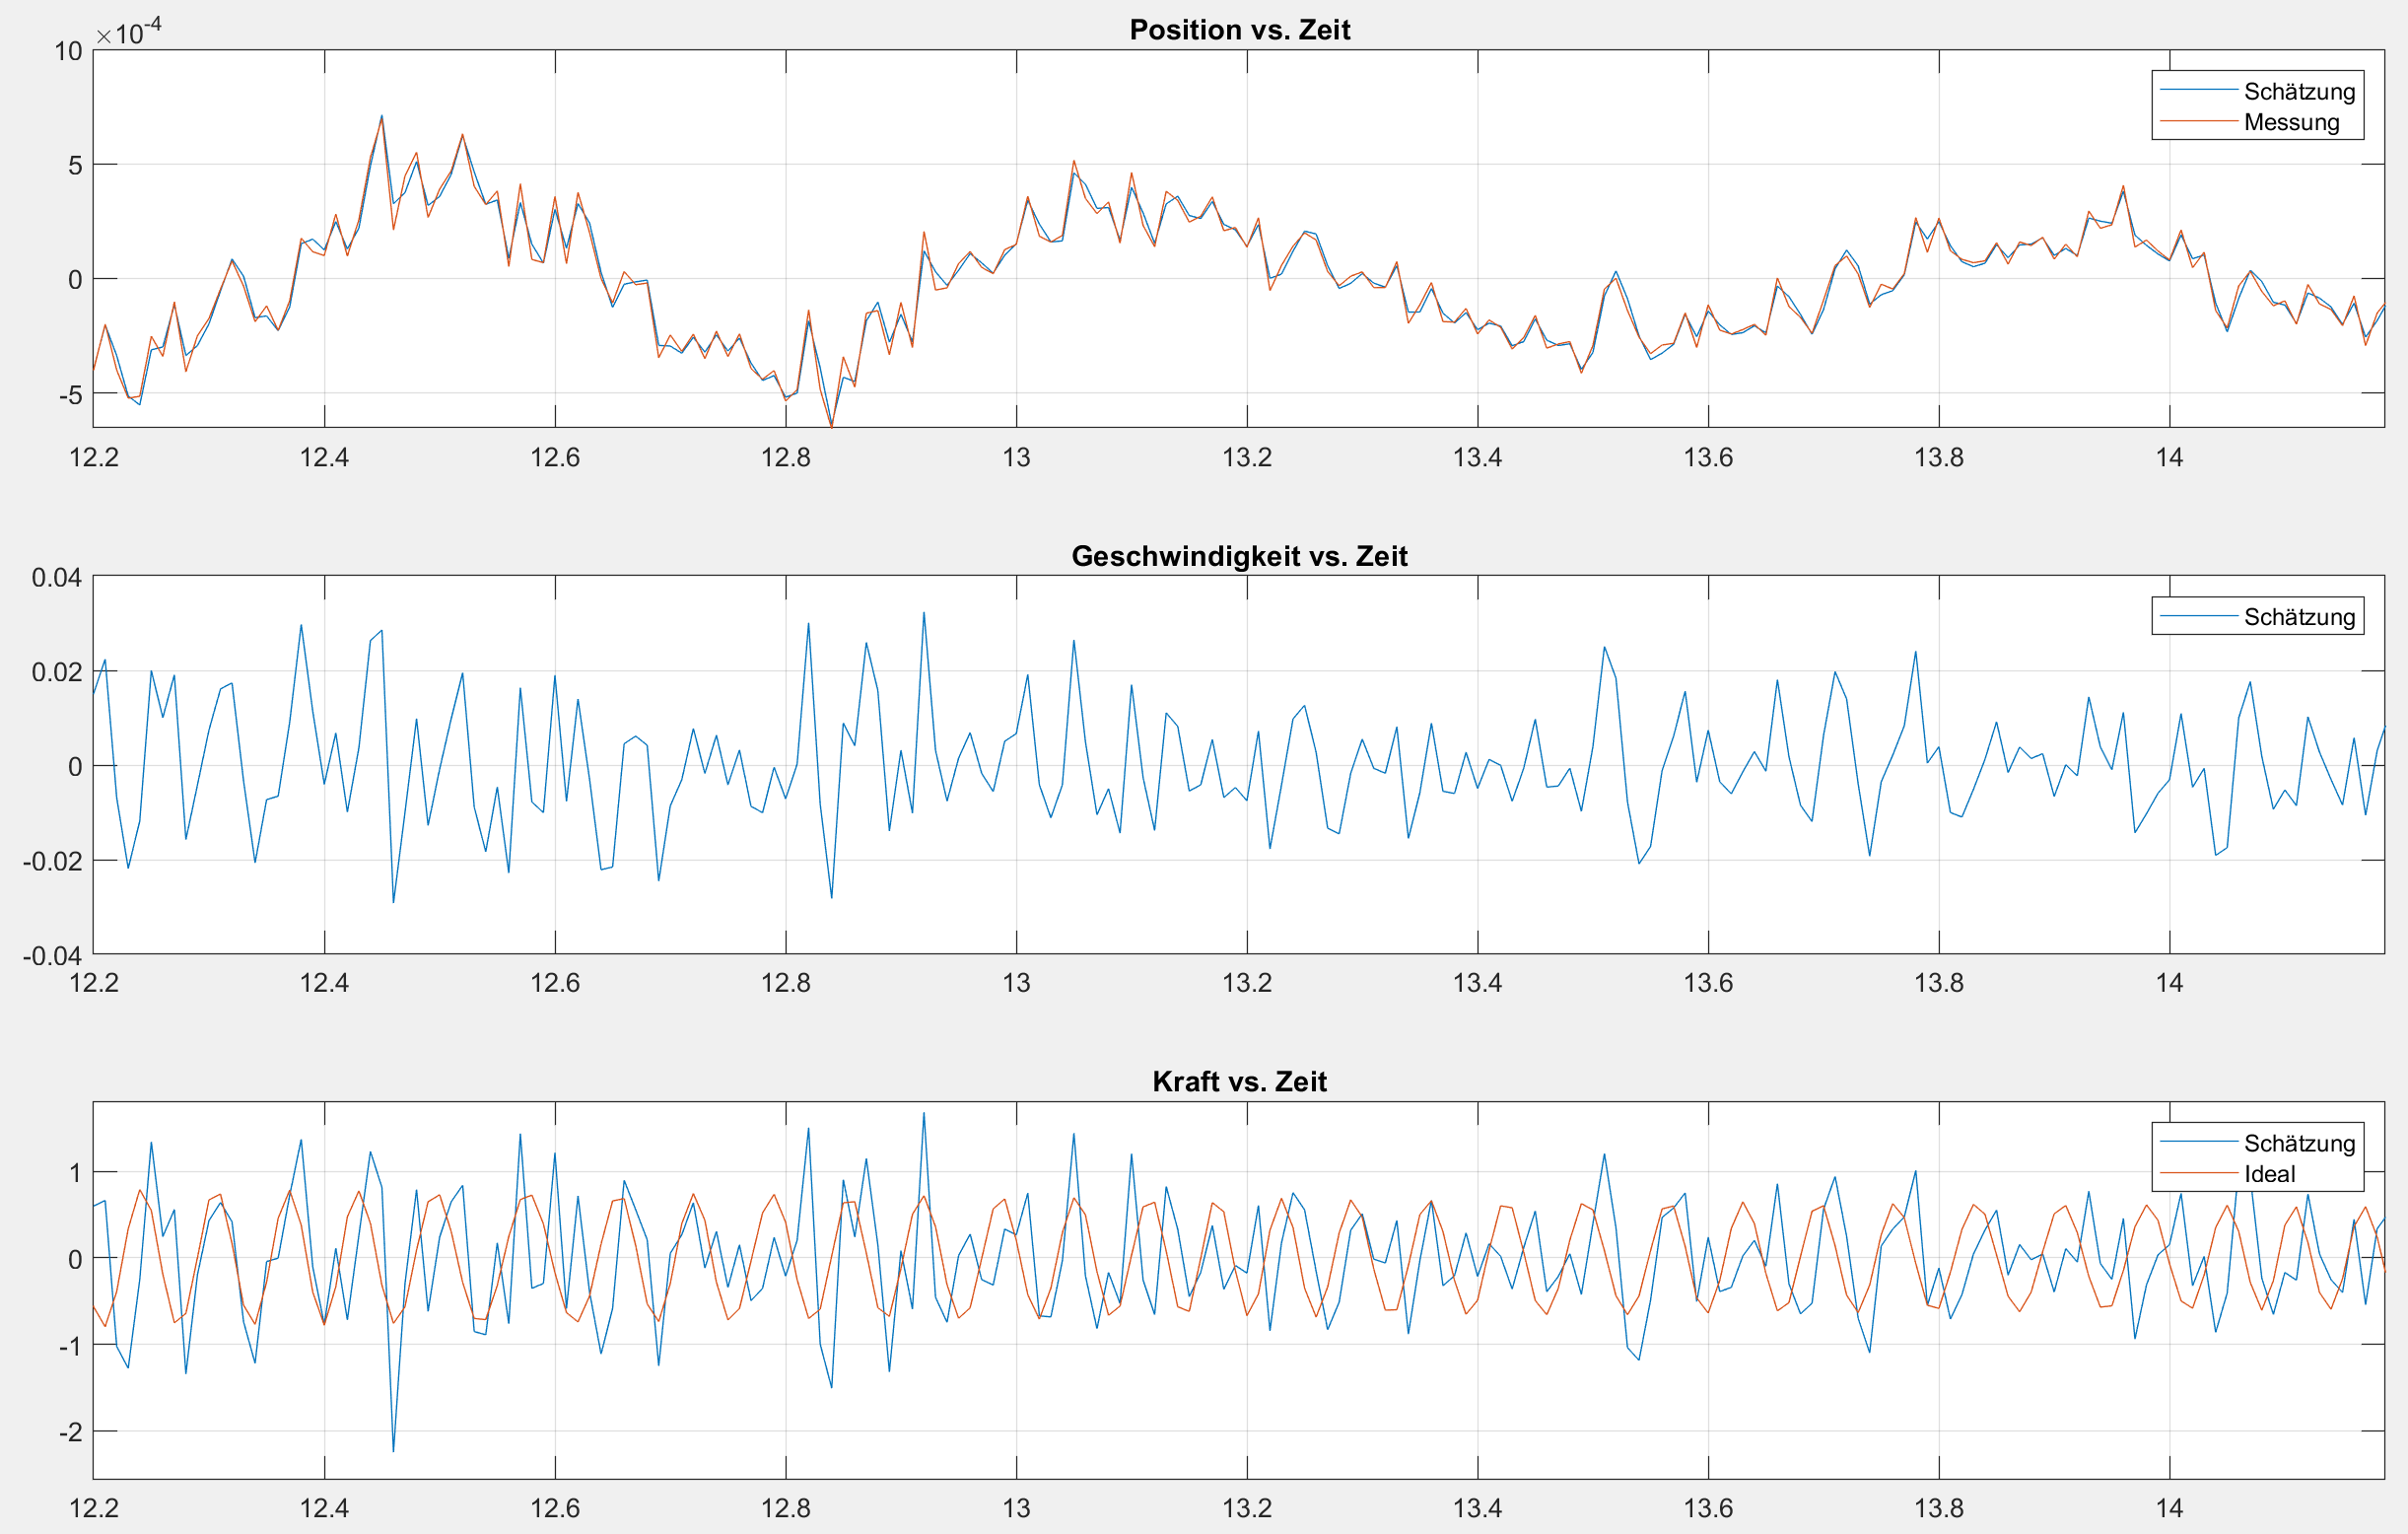 Position vs. Zeit
×10-4
10
5
0
-5
12.2 12.4 12.6 12.8 13 13.2 13.4 13.6 13.8 14
Schätzung
Messung
Geschwindigkeit vs. Zeit
0.04
0.02
0
-0.02
-0.04
12.2 12.4 12.6 12.8 13 13.2 13.4 13.6 13.8 14
Schätzung
Kraft vs. Zeit
1
0
-1
-2
12.2 12.4 12.6 12.8 13 13.2 13.4 13.6 13.8 14
Schätzung
Ideal